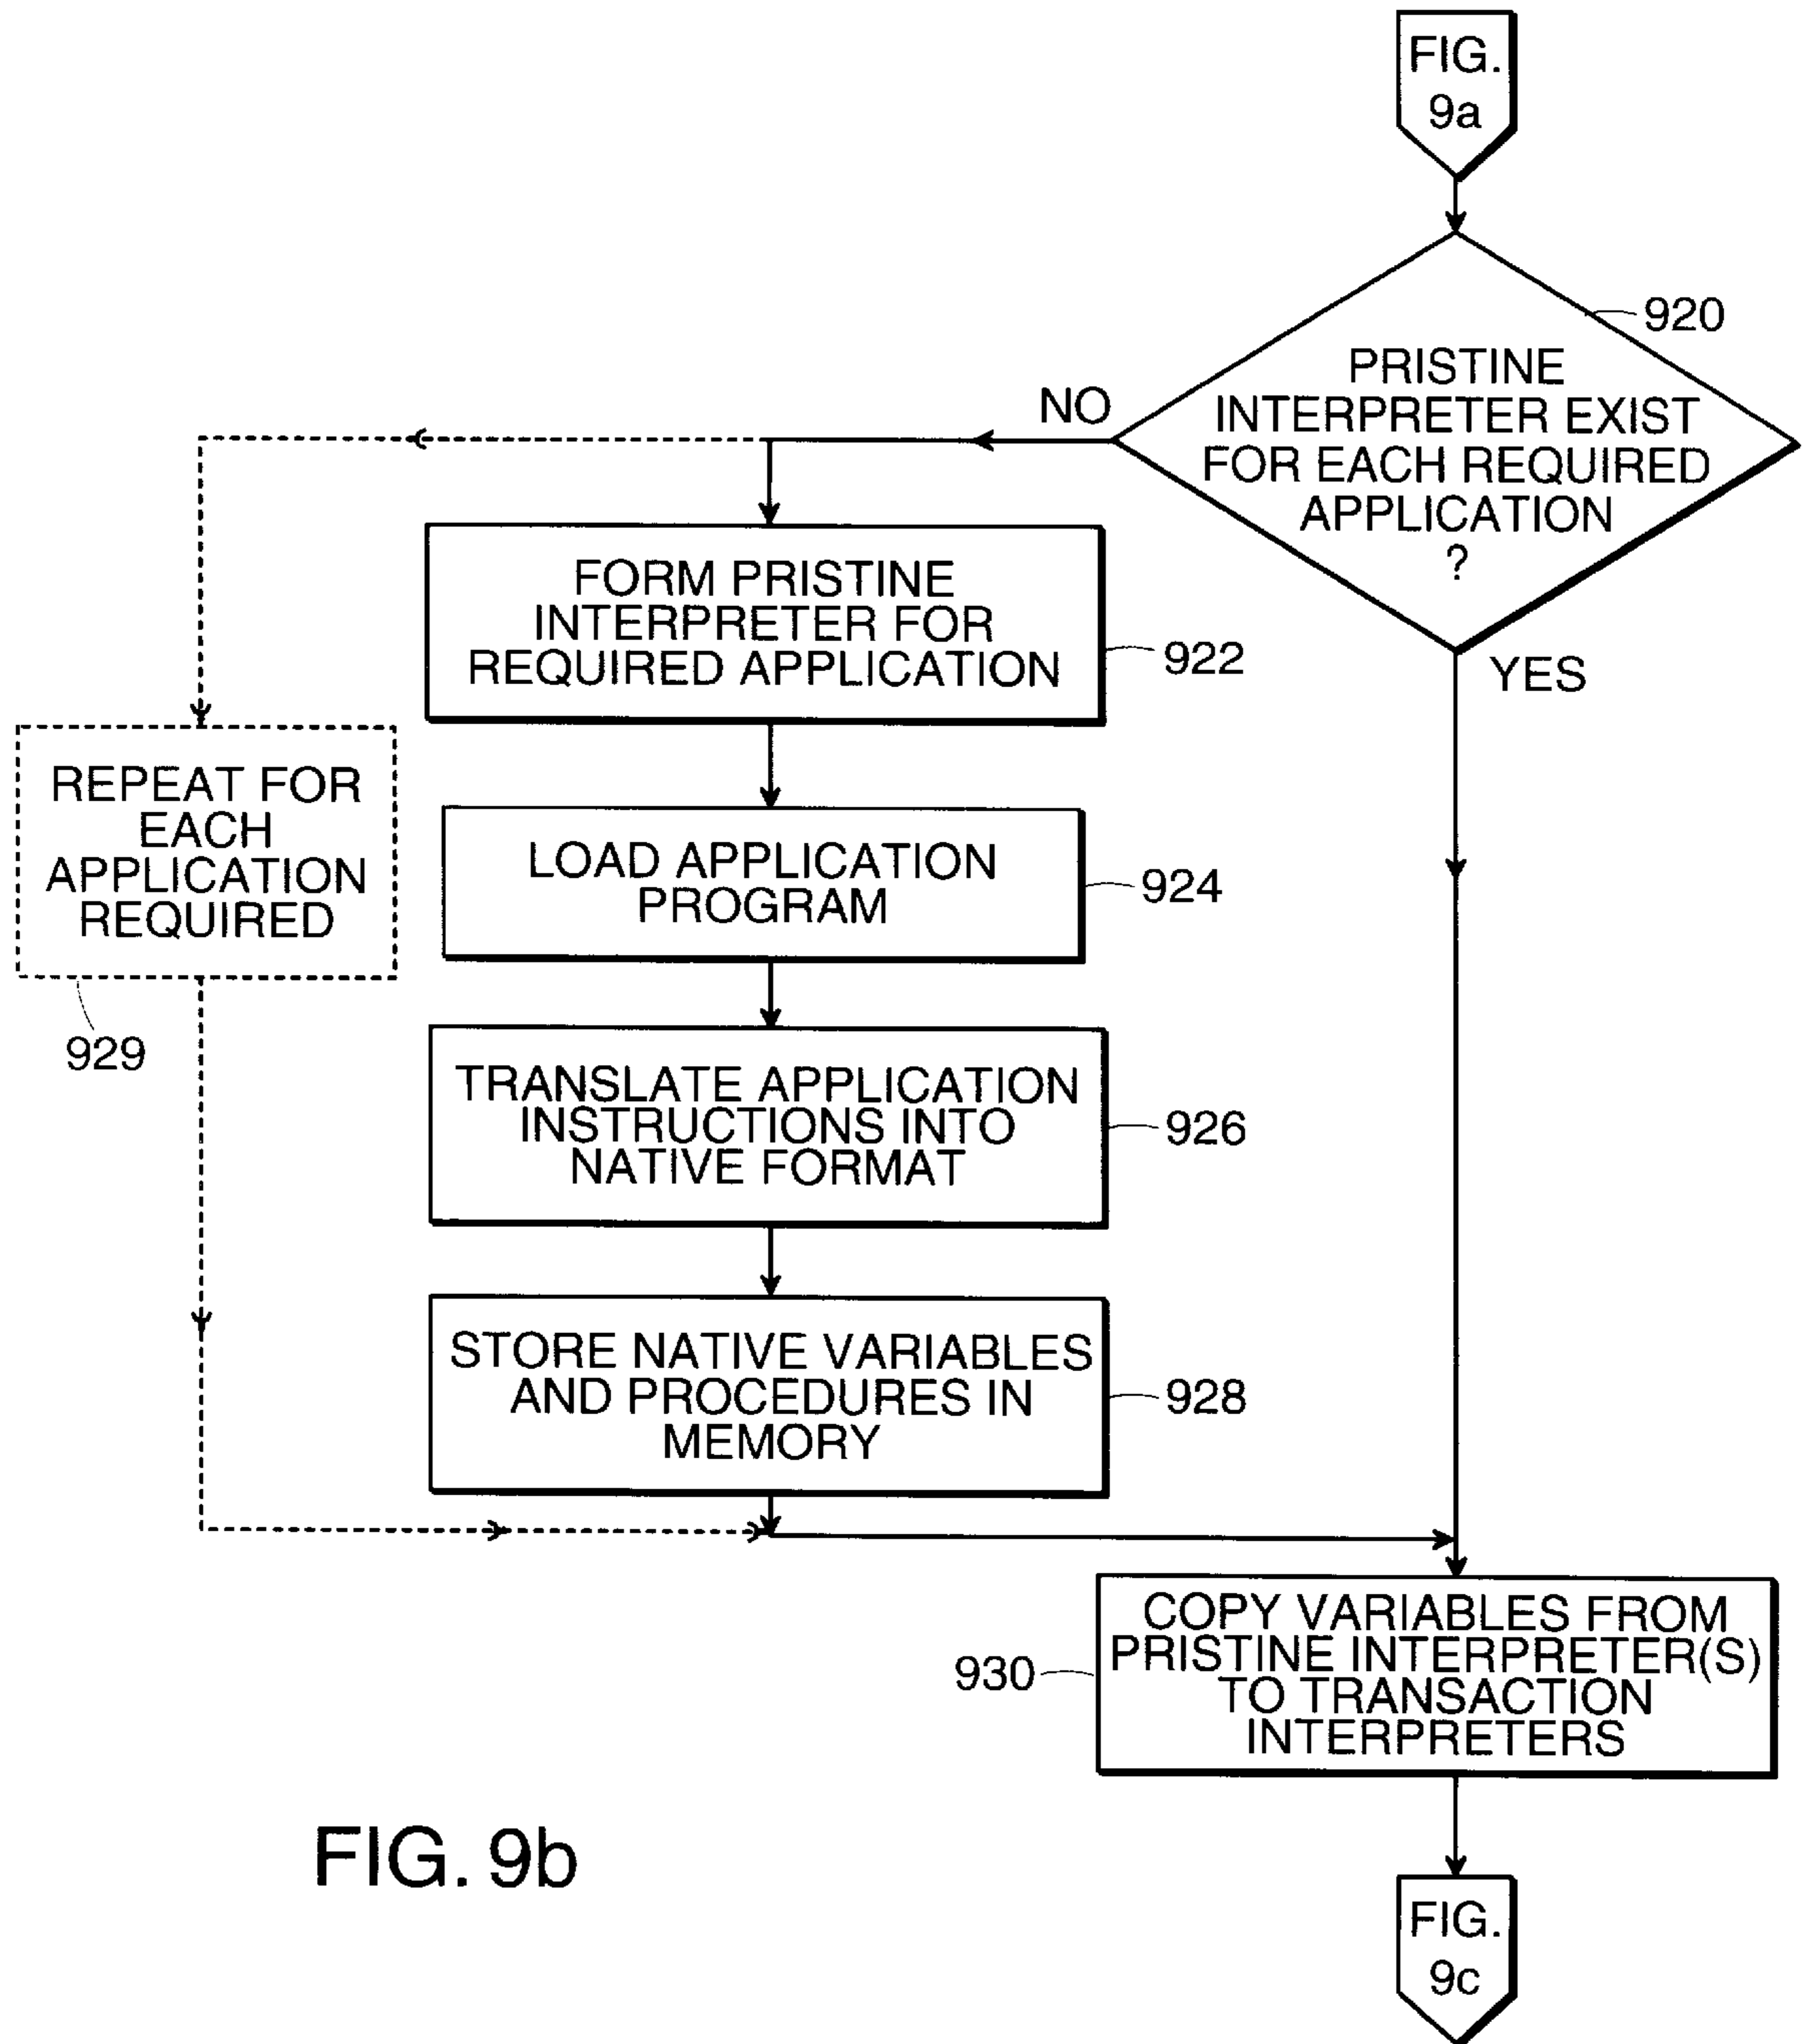 FIG.
9a
920
PRISTINE
INTERPRETER EXIST
FOR EACH REQUIRED
APPLICATION
?
NO
YES
FORM PRISTINE
INTERPRETER FOR
REQUIRED APPLICATION
922
REPEAT FOR
EACH
APPLICATION
REQUIRED
929
LOAD APPLICATION
PROGRAM
924
TRANSLATE APPLICATION
INSTRUCTIONS INTO
NATIVE FORMAT
926
STORE NATIVE VARIABLES
AND PROCEDURES IN
MEMORY
928
COPY VARIABLES FROM
PRISTINE INTERPRETER(S)
TO TRANSACTION
INTERPRETERS
930
FIG. 9b
FIG.
9c